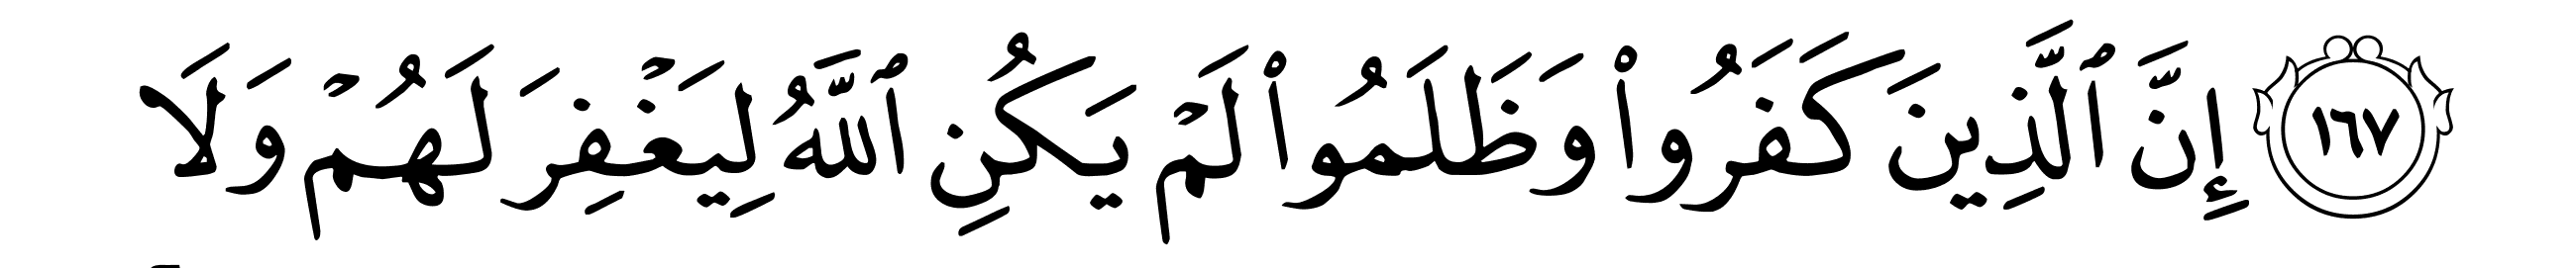 ١٦٧ إِنَّ ٱلَّذِينَ كَفَرُوا۟ وَظَلَمُوا۟ لَمْ يَكُنِ ٱللَّهُ لِيَغْفِرَ لَهُمْ وَلَا